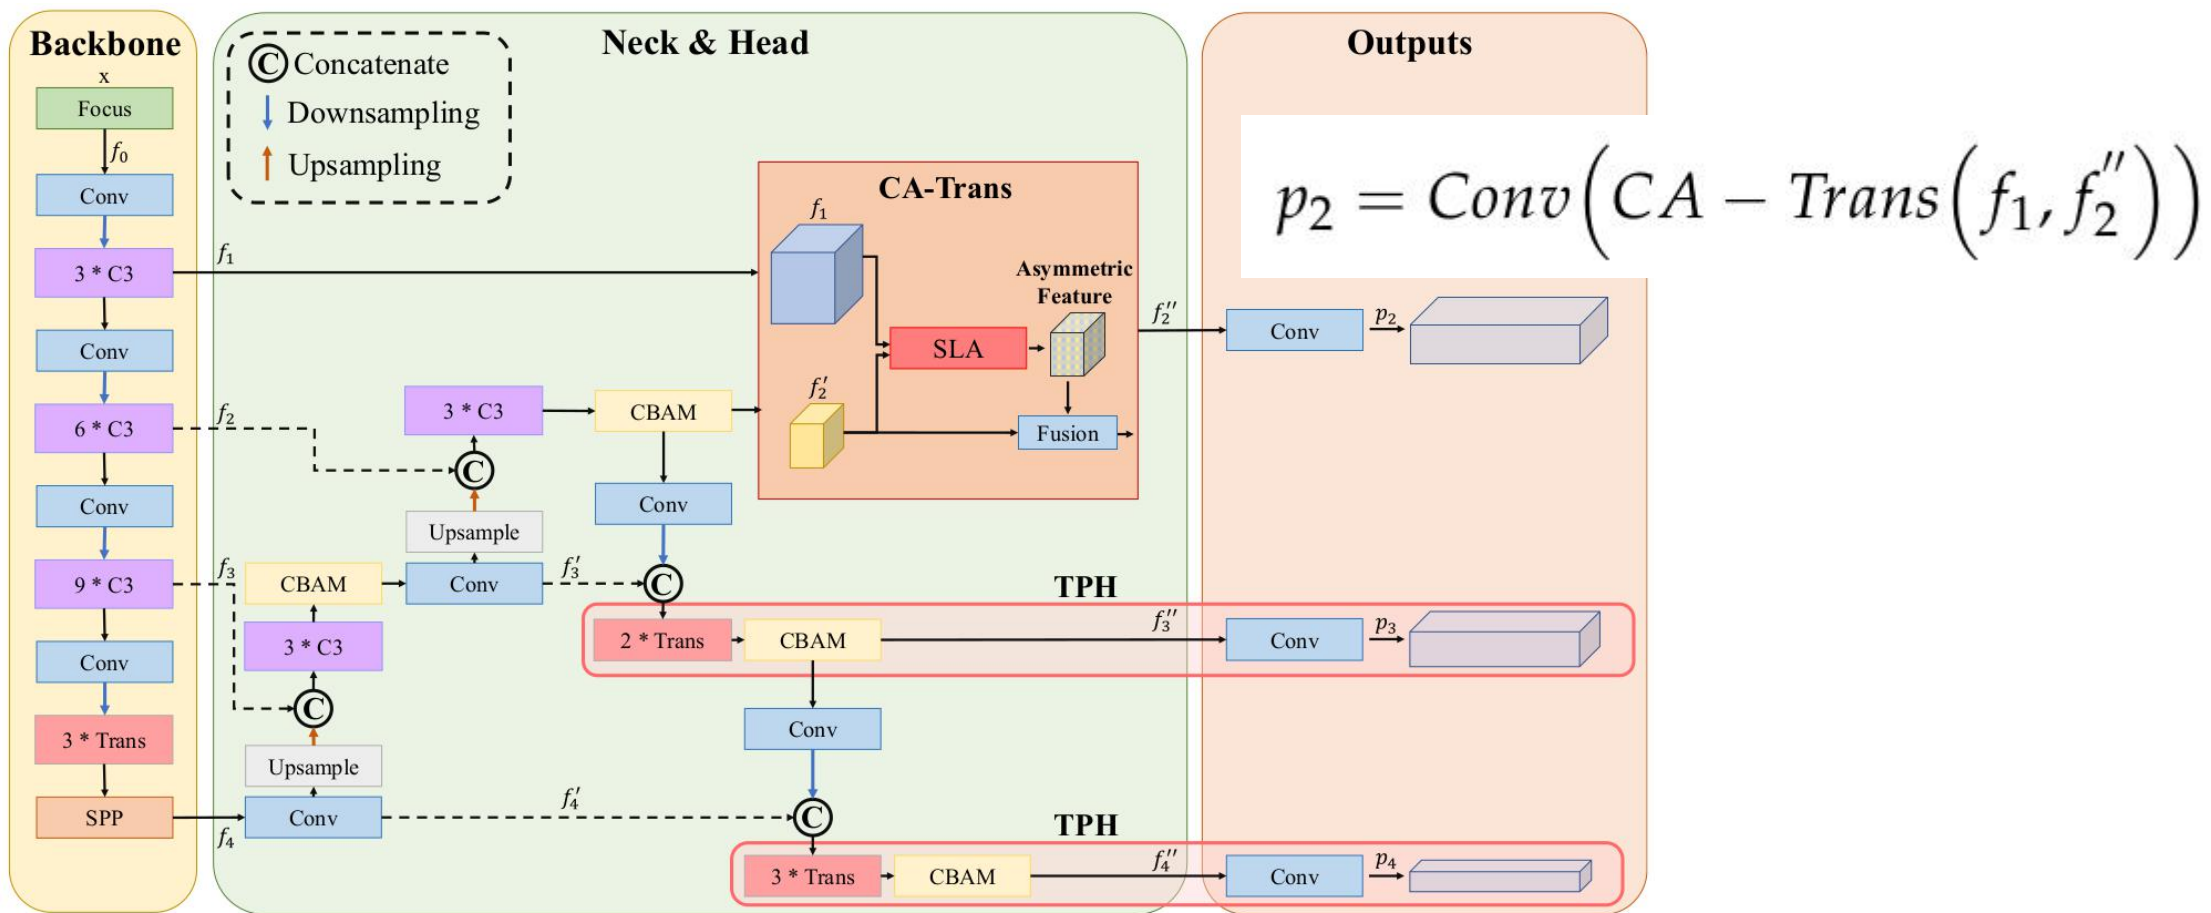 Backbone
x
Focus
f₀
Conv
3 * C3
Conv
6 * C3
Conv
9 * C3
Conv
3 * Trans
SPP
Neck & Head
C Concatenate
Downsampling
Upsampling
f₁
f₂
f₃
f₄
CBAM
3 * C3
C
Upsample
Conv
3 * C3
C
Upsample
Conv
f₃′
f₄′
CBAM
Conv
C
CA-Trans
f₁
Asymmetric
Feature
SLA
f₂′
Fusion
f₂″
TPH
2 * Trans
CBAM
f₃″
Conv
C
TPH
3 * Trans
CBAM
f₄″
Outputs
p₂ = Conv(CA − Trans(f₁, f₂″))
Conv
p₂
Conv
p₃
Conv
p₄